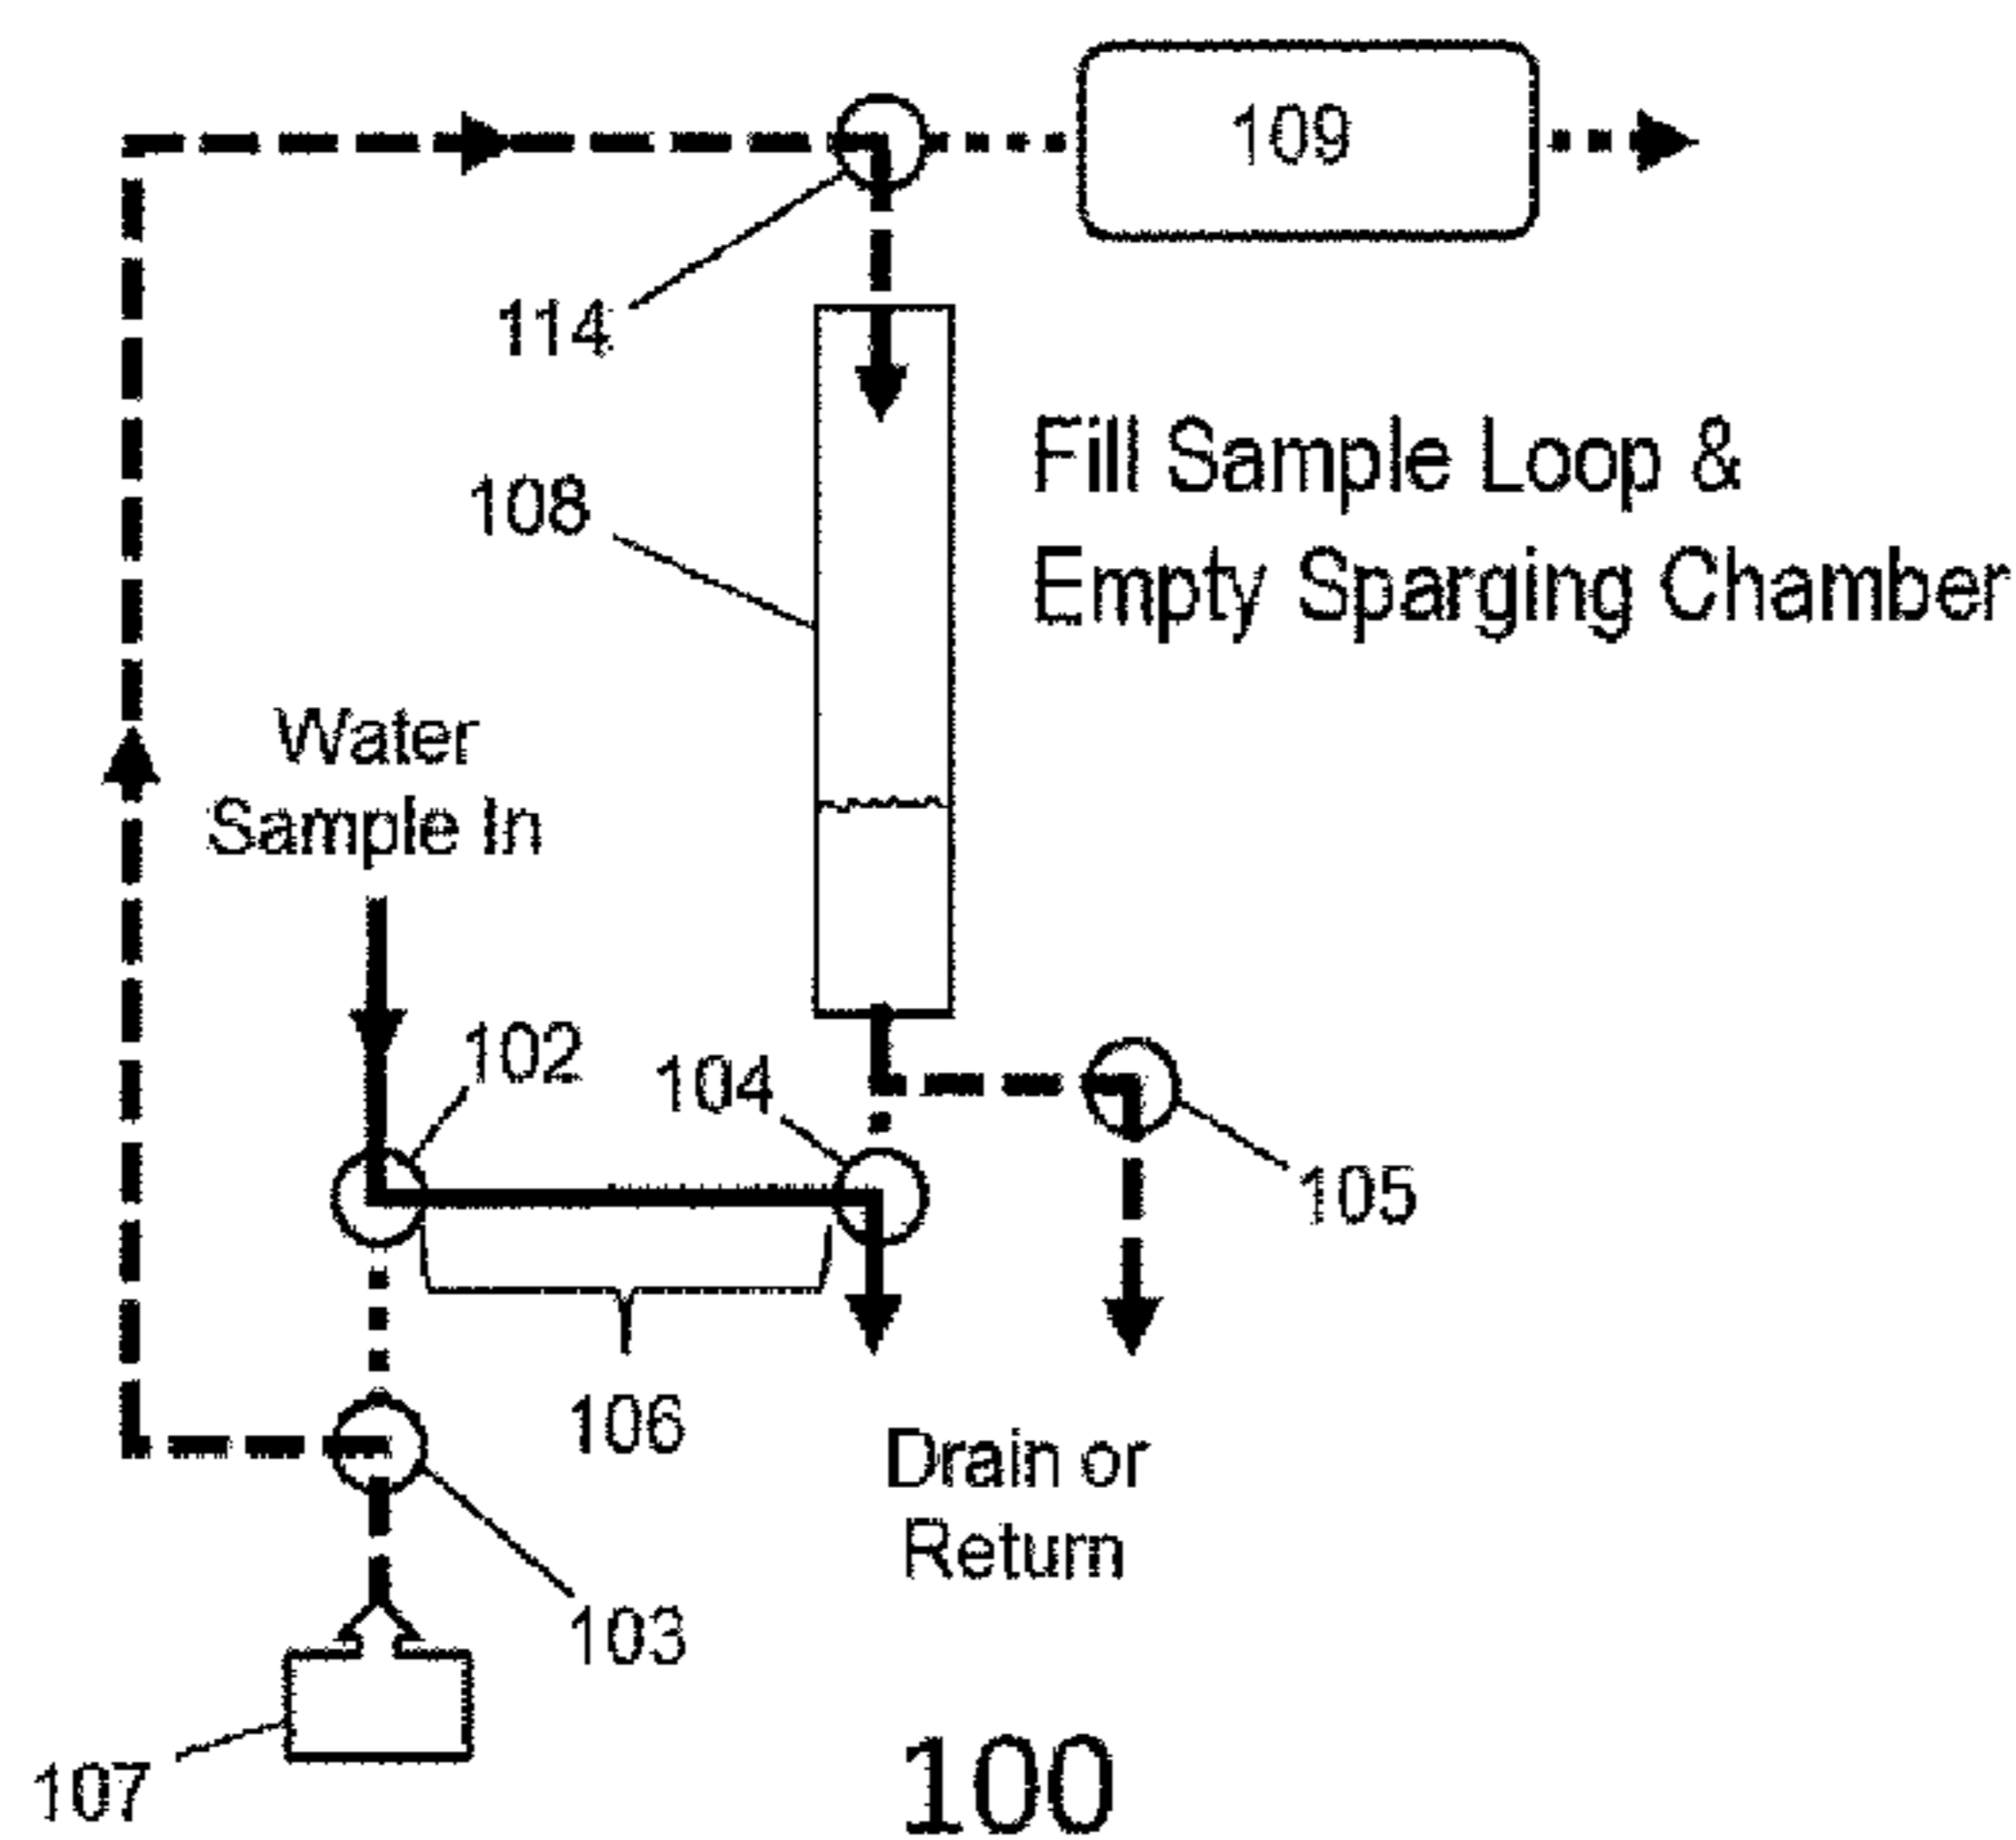 109
114
108
Fill Sample Loop &
Empty Sparging Chamber
Water
Sample In
102
104
105
106
Drain or
Return
103
107
100